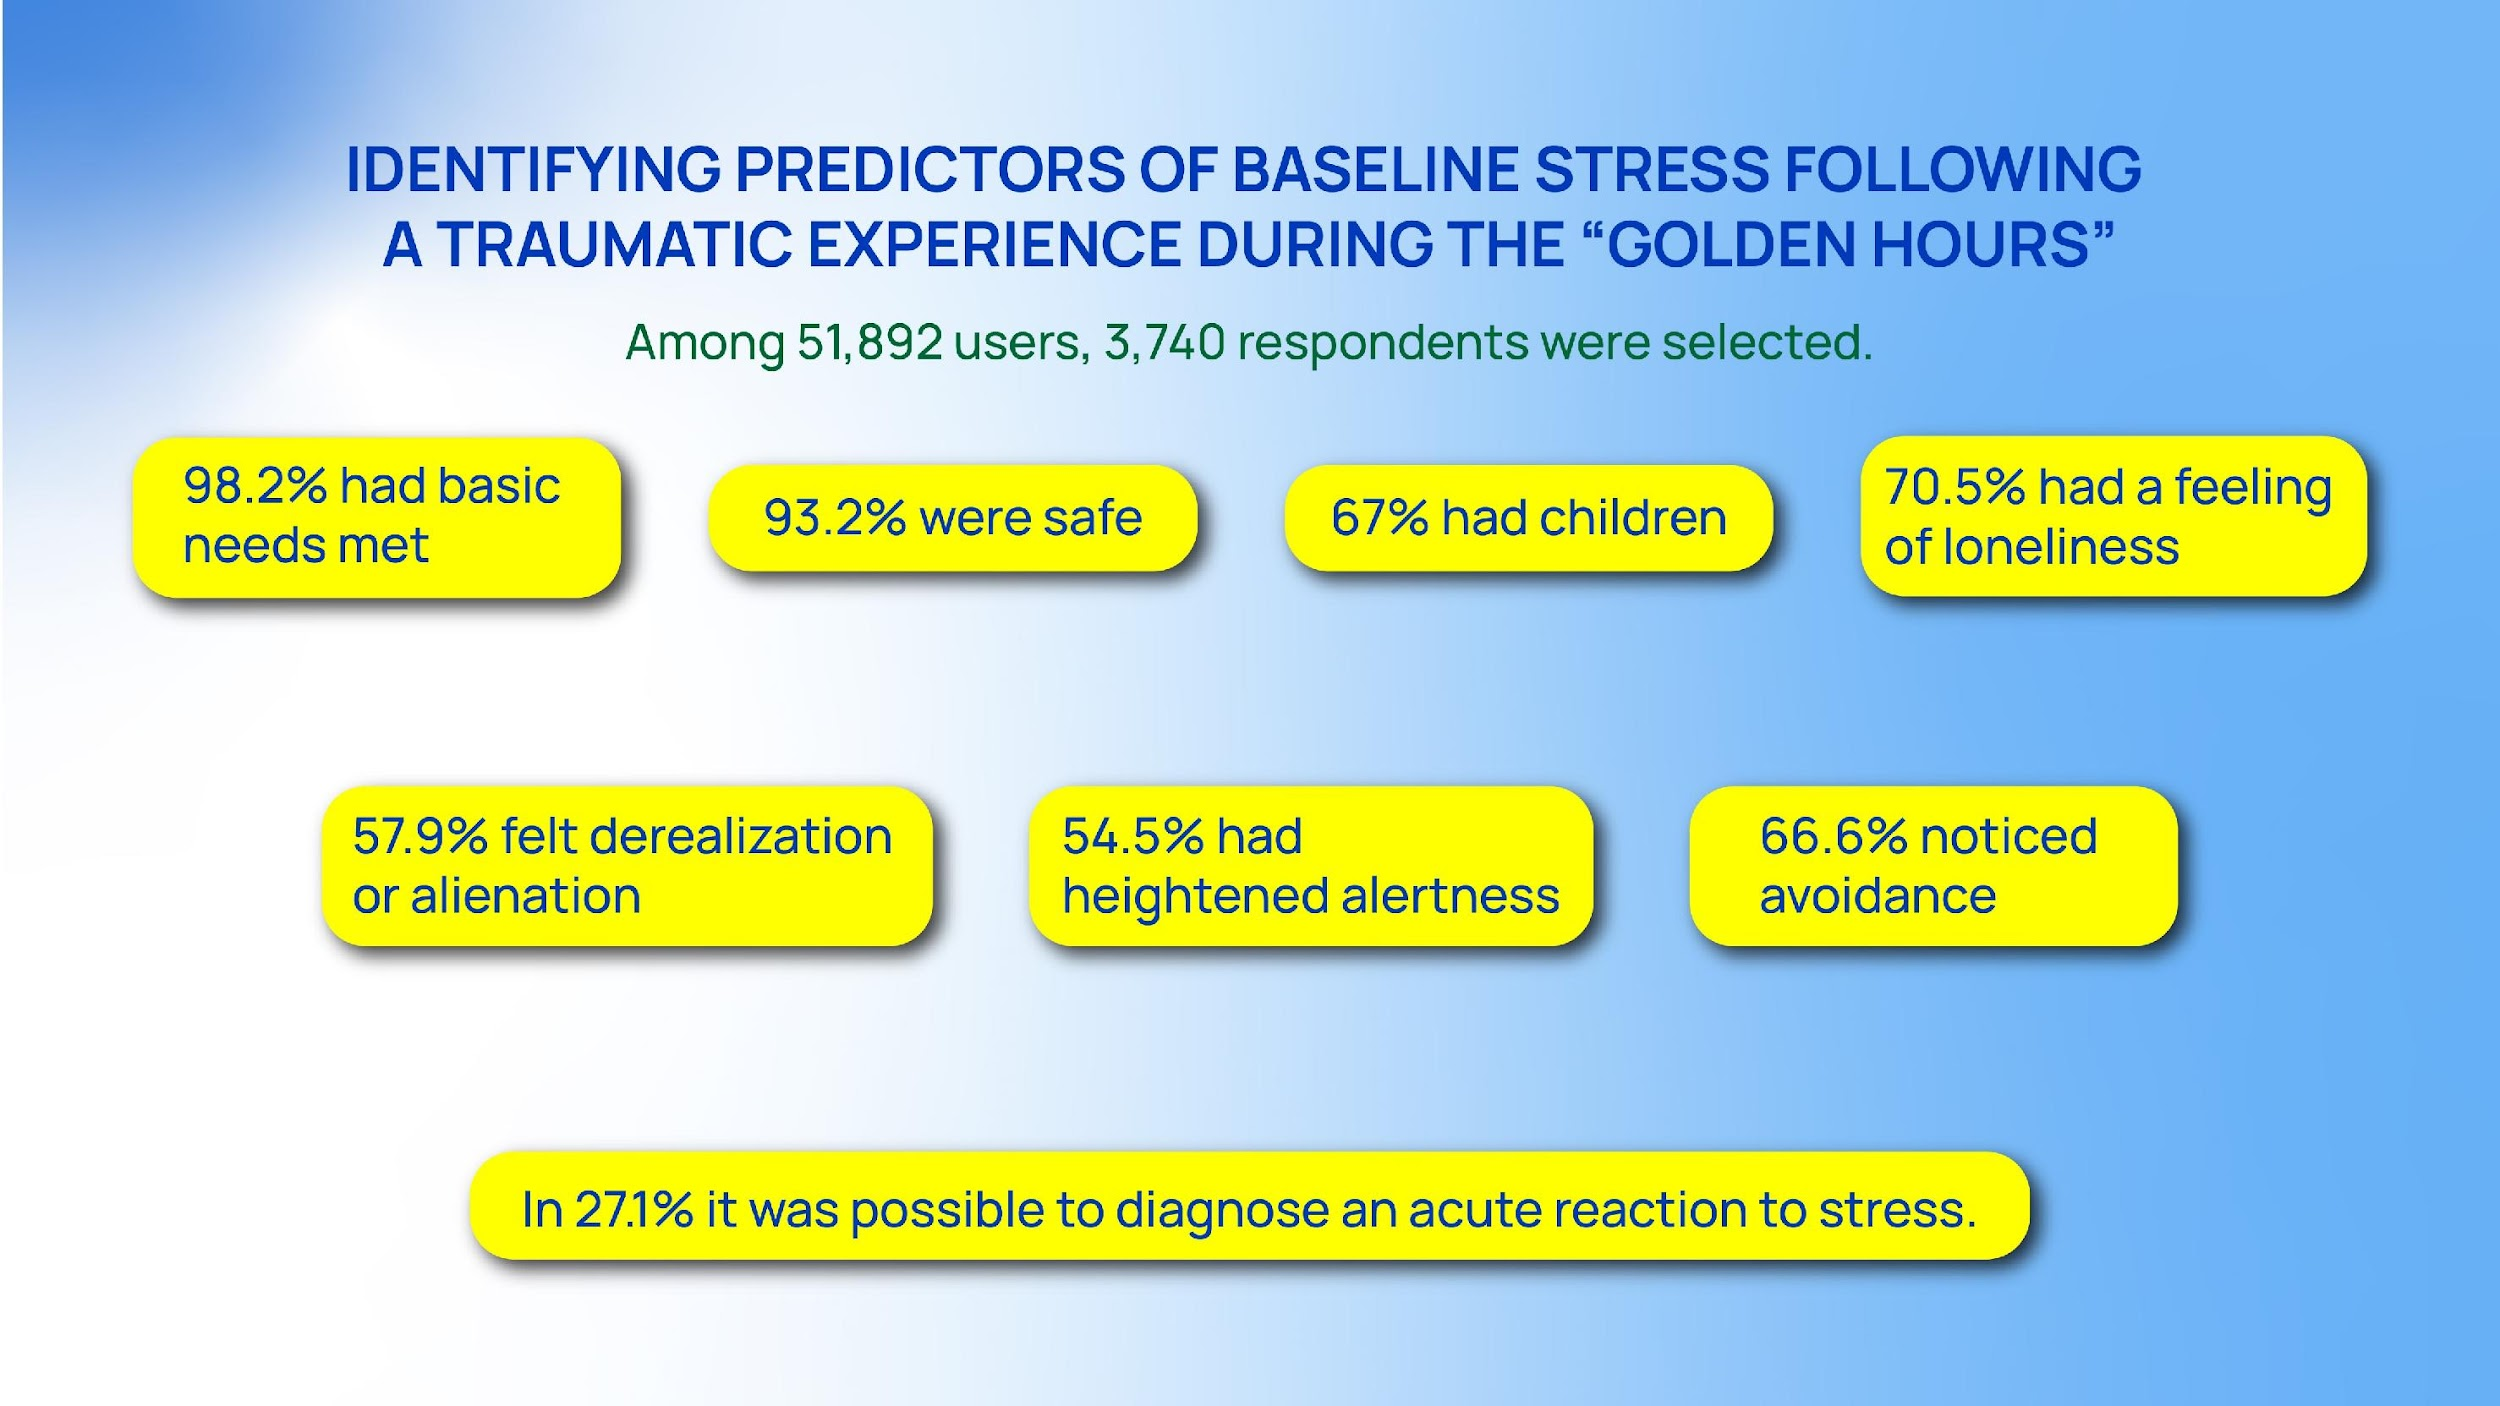 IDENTIFYING PREDICTORS OF BASELINE STRESS FOLLOWING
A TRAUMATIC EXPERIENCE DURING THE “GOLDEN HOURS”
Among 51,892 users, 3,740 respondents were selected.
98.2% had basic
needs met
93.2% were safe
67% had children
70.5% had a feeling
of loneliness
57.9% felt derealization
or alienation
54.5% had
heightened alertness
66.6% noticed
avoidance
In 27.1% it was possible to diagnose an acute reaction to stress.